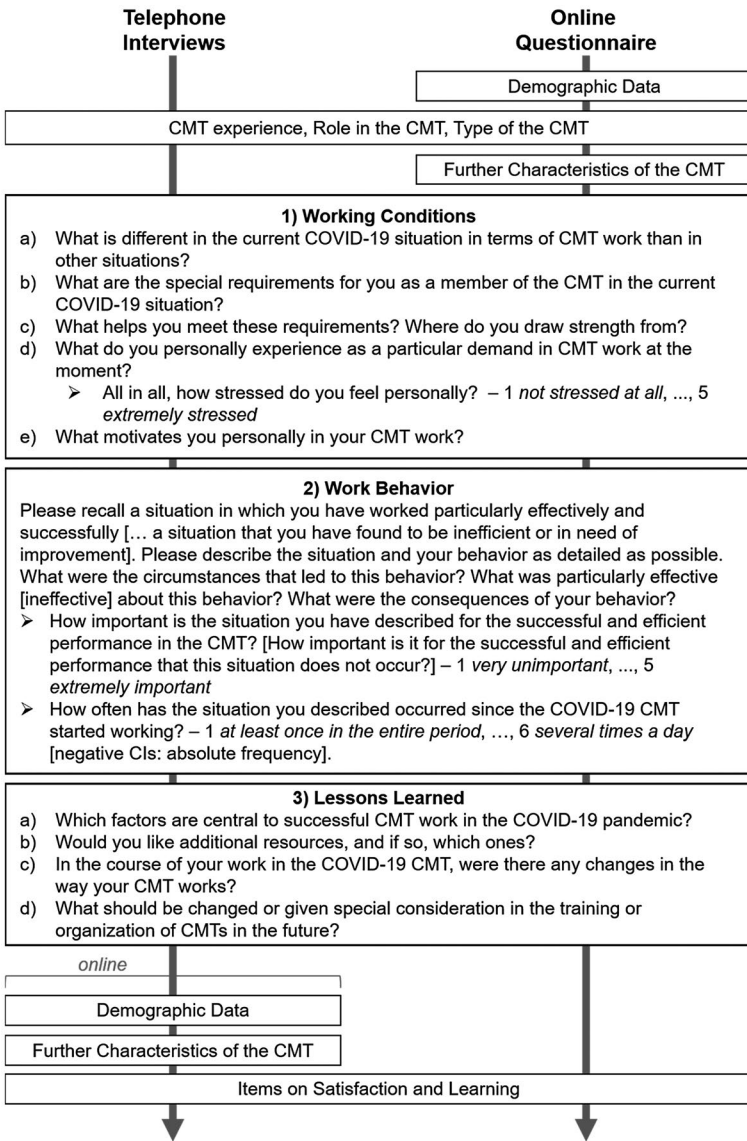 Telephone
Interviews
Online
Questionnaire
Demographic Data
CMT experience, Role in the CMT, Type of the CMT
Further Characteristics of the CMT
1) Working Conditions
a) What is different in the current COVID-19 situation in terms of CMT work than in
other situations?
b) What are the special requirements for you as a member of the CMT in the current
COVID-19 situation?
c) What helps you meet these requirements? Where do you draw strength from?
d) What do you personally experience as a particular demand in CMT work at the
moment?
➢ All in all, how stressed do you feel personally? – 1 not stressed at all, ..., 5
extremely stressed
e) What motivates you personally in your CMT work?
2) Work Behavior
Please recall a situation in which you have worked particularly effectively and
successfully [… a situation that you have found to be inefficient or in need of
improvement]. Please describe the situation and your behavior as detailed as possible.
What were the circumstances that led to this behavior? What was particularly effective
[ineffective] about this behavior? What were the consequences of your behavior?
➢ How important is the situation you have described for the successful and efficient
performance in the CMT? [How important is it for the successful and efficient
performance that this situation does not occur?] – 1 very unimportant, ..., 5
extremely important
➢ How often has the situation you described occurred since the COVID-19 CMT
started working? – 1 at least once in the entire period, …, 6 several times a day
[negative CIs: absolute frequency].
3) Lessons Learned
a) Which factors are central to successful CMT work in the COVID-19 pandemic?
b) Would you like additional resources, and if so, which ones?
c) In the course of your work in the COVID-19 CMT, were there any changes in the
way your CMT works?
d) What should be changed or given special consideration in the training or
organization of CMTs in the future?
online
Demographic Data
Further Characteristics of the CMT
Items on Satisfaction and Learning